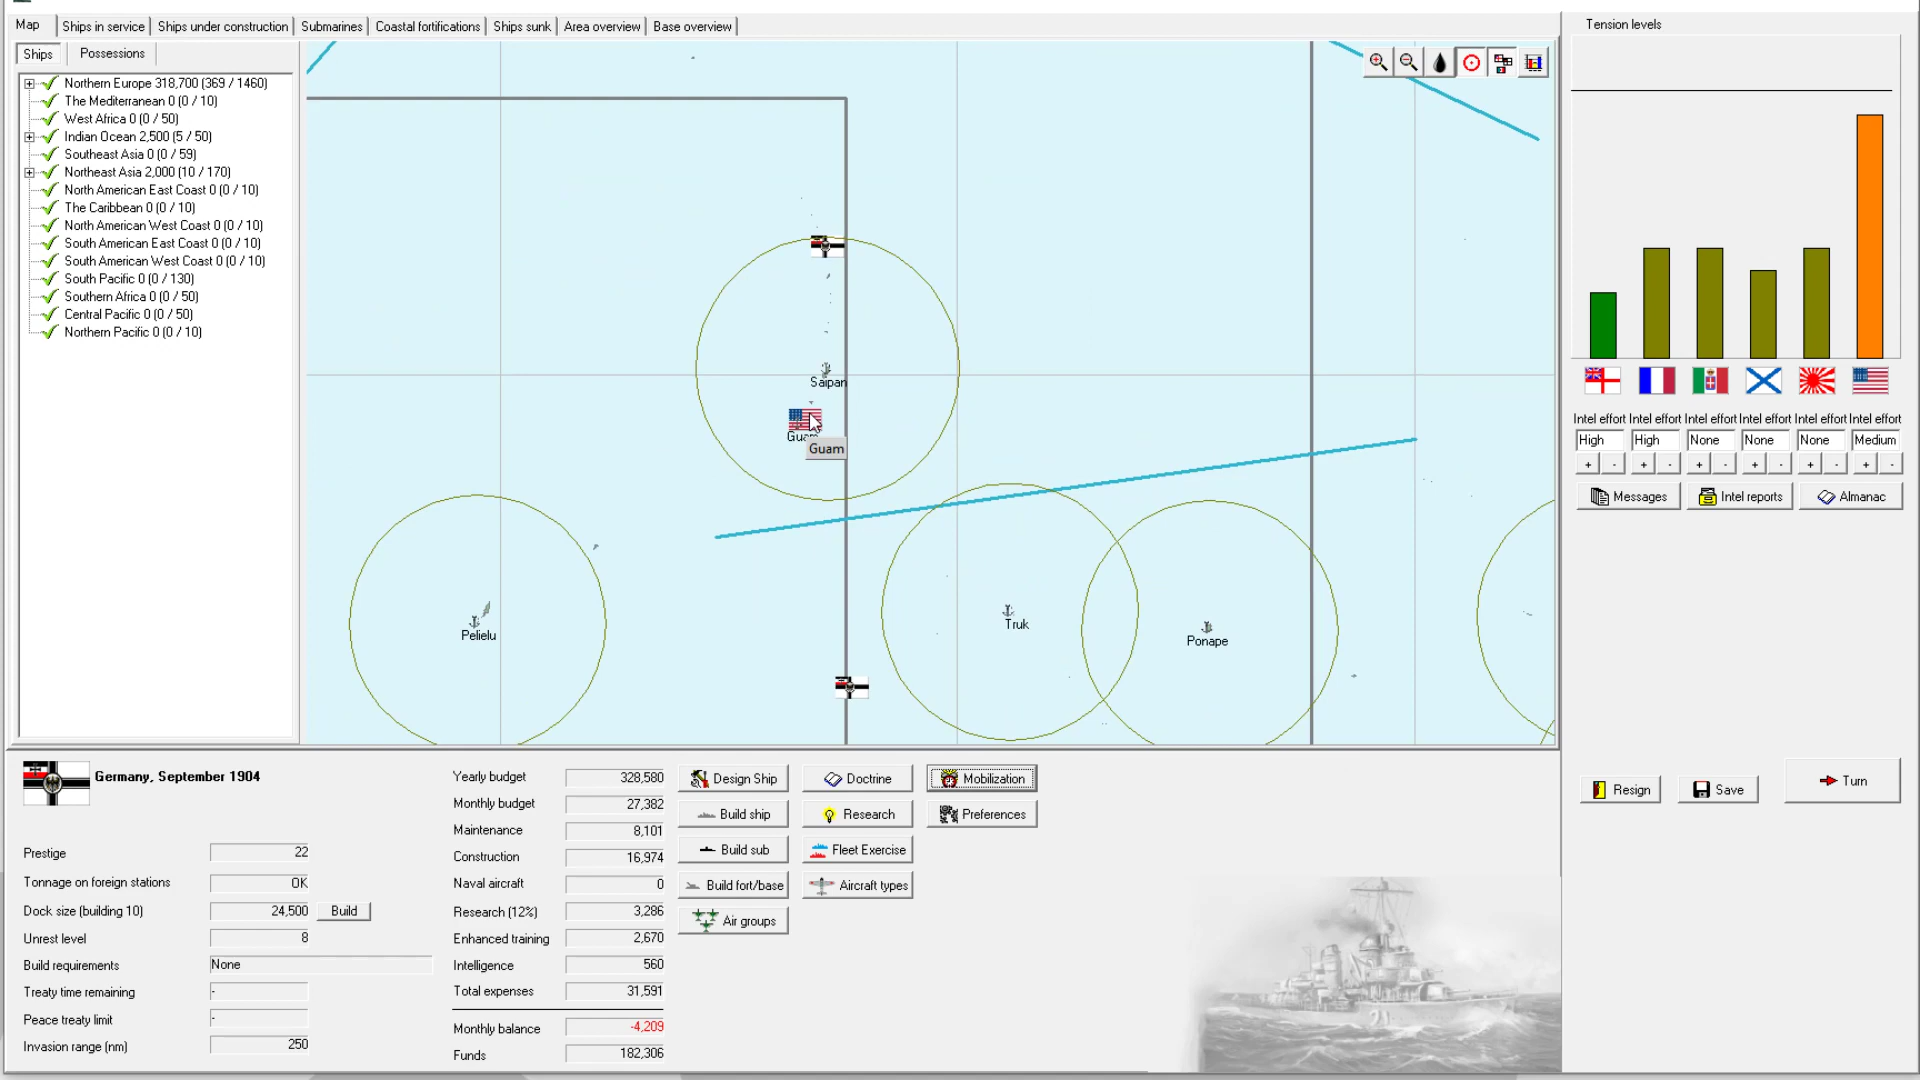 Map
Ships in service
Ships under construction
Submarines
Coastal fortifications
Ships sunk
Area overview
Base overview
Ships
Possessions
Northern Europe 318,700 (369 / 1460)
The Mediterranean 0 (0 / 10)
West Africa 0 (0 / 50)
Indian Ocean 2,500 (5 / 50)
Southeast Asia 0 (0 / 59)
Northeast Asia 2,000 (10 / 170)
North American East Coast 0 (0 / 10)
The Caribbean 0 (0 / 10)
North American West Coast 0 (0 / 10)
South American East Coast 0 (0 / 10)
South American West Coast 0 (0 / 10)
South Pacific 0 (0 / 130)
Southern Africa 0 (0 / 50)
Central Pacific 0 (0 / 50)
Northern Pacific 0 (0 / 10)
Saipan
Guam
Pelielu
Truk
Ponape
Tension levels
Intel effort Intel effort Intel effort Intel effort Intel effort Intel effort
High High None None None Medium
+ - + - + - + - + - + -
Messages
Intel reports
Almanac
Germany, September 1904
Prestige 22
Tonnage on foreign stations OK
Dock size (building 10) 24,500 Build
Unrest level 8
Build requirements None
Treaty time remaining -
Peace treaty limit -
Invasion range (nm) 250
Yearly budget 328,580
Monthly budget 27,382
Maintenance 8,101
Construction 16,974
Naval aircraft 0
Research (12%) 3,286
Enhanced training 2,670
Intelligence 560
Total expenses 31,591
Monthly balance -4,209
Funds 182,306
Design Ship
Doctrine
Mobilization
Build ship
Research
Preferences
Build sub
Fleet Exercise
Build fort/base
Aircraft types
Air groups
Resign
Save
Turn